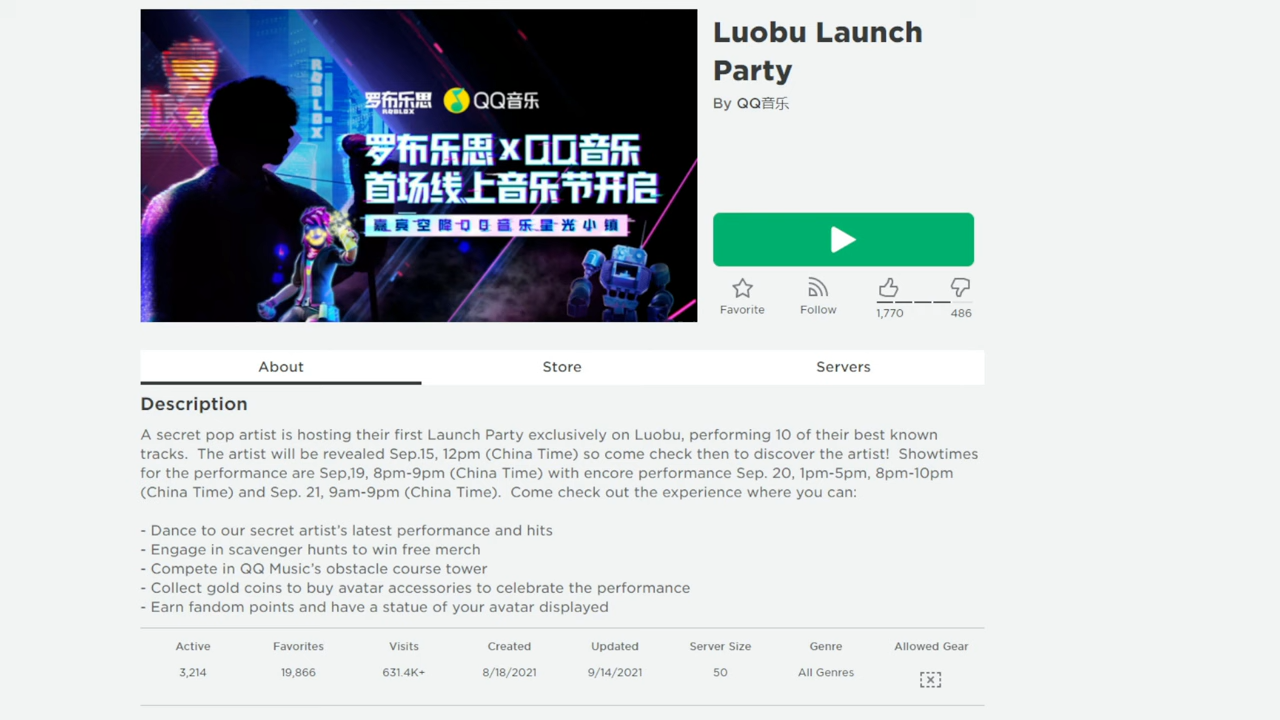 ROBLOX
罗布乐思
ROBLOX
QQ音乐
罗布乐思 x QQ音乐
首场线上音乐节开启
嘉宾空降QQ音乐星光小镇
Luobu Launch
Party
By QQ音乐
Favorite
Follow
1,770
486
About
Store
Servers
Description
A secret pop artist is hosting their first Launch Party exclusively on Luobu, performing 10 of their best known
tracks.  The artist will be revealed Sep.15, 12pm (China Time) so come check then to discover the artist!  Showtimes
for the performance are Sep,19, 8pm-9pm (China Time) with encore performance Sep. 20, 1pm-5pm, 8pm-10pm
(China Time) and Sep. 21, 9am-9pm (China Time).  Come check out the experience where you can:
- Dance to our secret artist’s latest performance and hits
- Engage in scavenger hunts to win free merch
- Compete in QQ Music’s obstacle course tower
- Collect gold coins to buy avatar accessories to celebrate the performance
- Earn fandom points and have a statue of your avatar displayed
Active Favorites Visits Created Updated Server Size Genre Allowed Gear
3,214 19,866 631.4K+ 8/18/2021 9/14/2021 50 All Genres